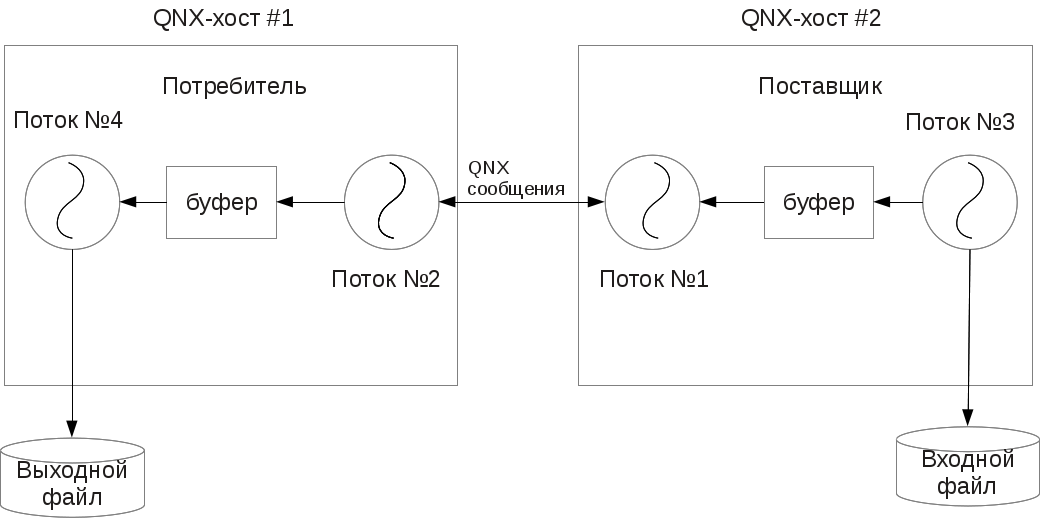 QNX-хост #1
QNX-хост #2
Потребитель
Поставщик
Поток №4
Поток №3
буфер
QNX
сообщения
буфер
Поток №2
Поток №1
Выходной
файл
Входной
файл